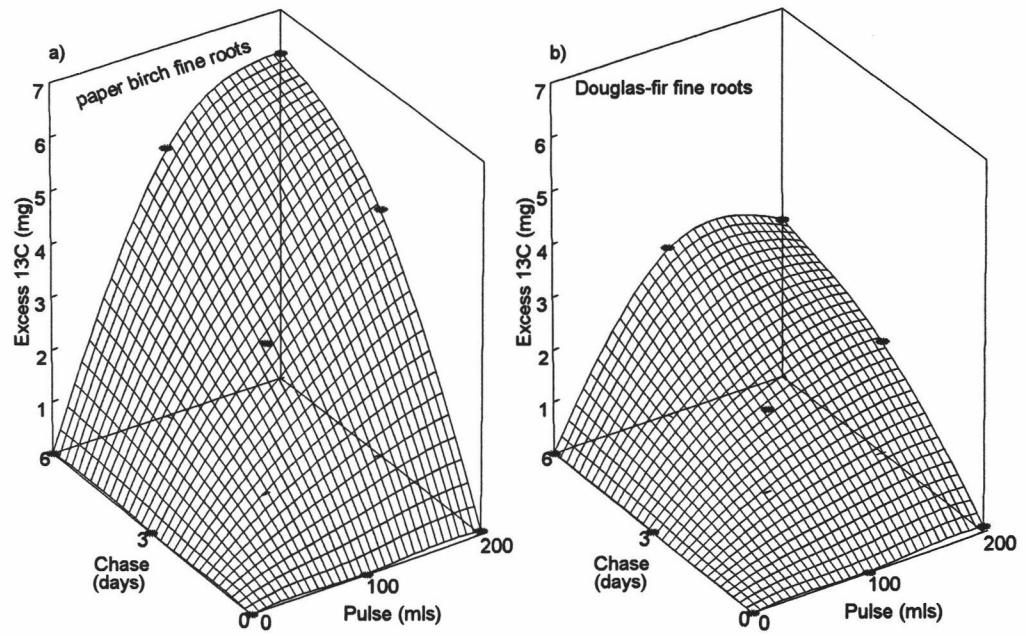 a)
paper birch fine roots
7
6
5
4
3
2
1
Excess 13C (mg)
6
3
0
Chase
(days)
0
100
200
Pulse (mls)
b)
Douglas-fir fine roots
7
6
5
4
3
2
1
Excess 13C (mg)
6
3
0
Chase
(days)
0
100
200
Pulse (mls)